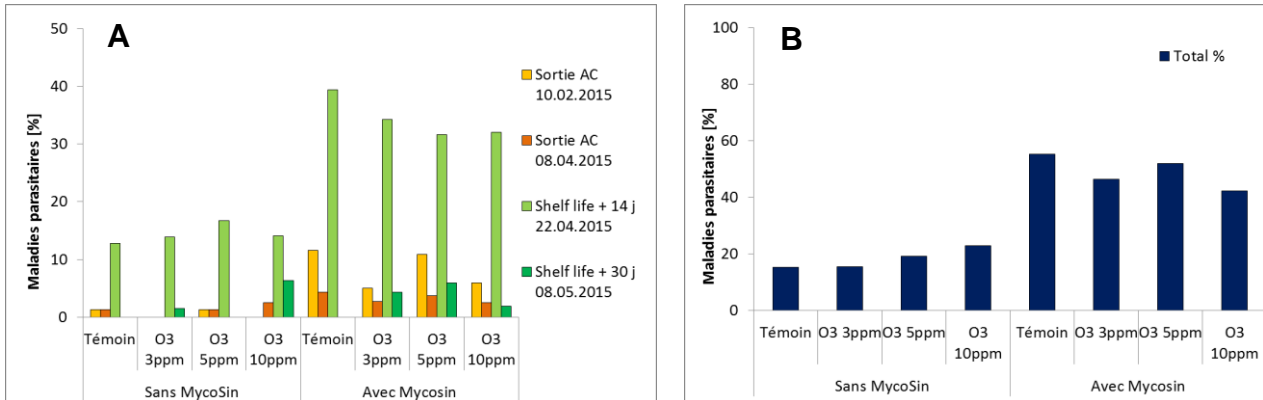 A
50
40
30
20
10
0
Maladies parasitaires [%]
Sortie AC
10.02.2015
Sortie AC
08.04.2015
Shelf life + 14 j
22.04.2015
Shelf life + 30 j
08.05.2015
Témoin O3 O3 O3 Témoin O3 O3 O3
3ppm 5ppm 10ppm 3ppm 5ppm 10ppm
Sans MycoSin Avec Mycosin
B
100
80
60
40
20
0
Maladies parasitaires [%]
Total %
Témoin O3 3ppm O3 5ppm O3 Témoin O3 3ppm O3 5ppm O3
10ppm 10ppm
Sans MycoSin Avec Mycosin